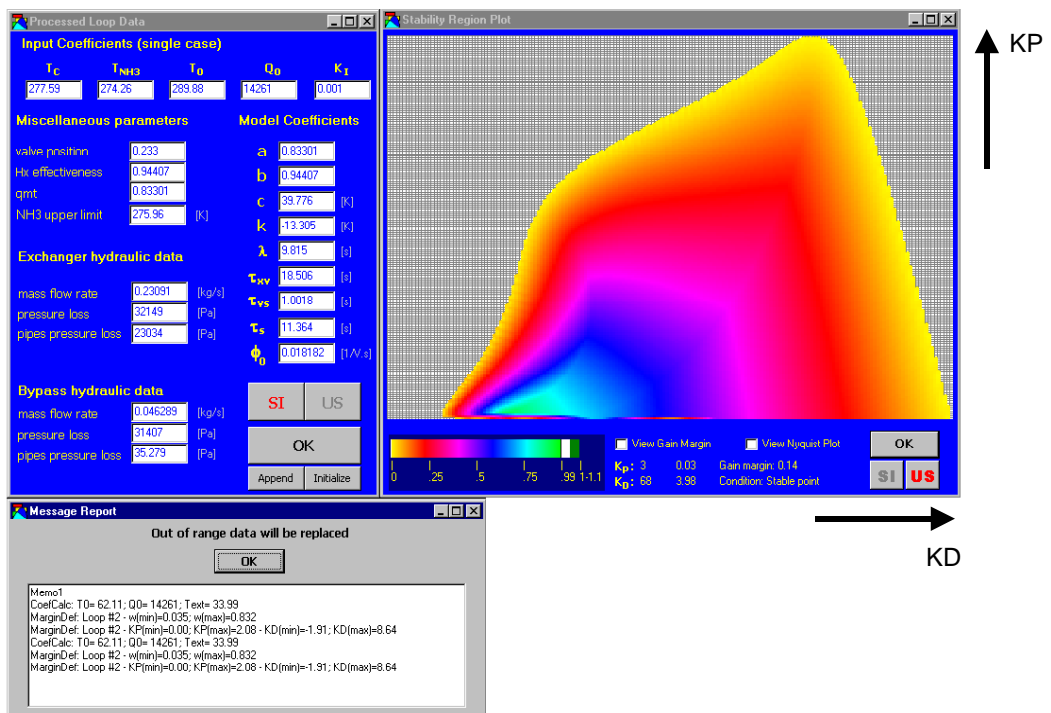 Processed Loop Data
Input Coefficients (single case)
TC TNH3 T0 Q0 KI
277.59 274.26 289.88 14261 0.001
Miscellaneous parameters
valve position 0.233
Hx effectiveness 0.94407
qmt 0.83301
NH3 upper limit 275.96 [K]
Exchanger hydraulic data
mass flow rate 0.23091 [kg/s]
pressure loss 32149 [Pa]
pipes pressure loss 23034 [Pa]
Bypass hydraulic data
mass flow rate 0.046289 [kg/s]
pressure loss 31407 [Pa]
pipes pressure loss 35.279 [Pa]
Model Coefficients
a 0.83301
b 0.94407
c 39.776 [K]
k -13.305 [K]
λ 9.815 [s]
τxv 18.506 [s]
τvs 1.0018 [s]
τs 11.364 [s]
ϕ0 0.018182 [1/V.s]
SI US
OK
Append Initialize
Stability Region Plot
KP
0 .25 .5 .75 .99 1-1.1
View Gain Margin View Nyquist Plot
KP: 3 0.03 Gain margin: 0.14
KD: 68 3.98 Condition: Stable point
OK
SI US
KD
Message Report
Out of range data will be replaced
OK
Memo1
CoefCalc: T0= 62.11; Q0= 14261; Text= 33.99
MarginDef: Loop #2 - w(min)=0.035; w(max)=0.832
MarginDef: Loop #2 - KP(min)=0.00; KP(max)=2.08 - KD(min)=-1.91; KD(max)=8.64
CoefCalc: T0= 62.11; Q0= 14261; Text= 33.99
MarginDef: Loop #2 - w(min)=0.035; w(max)=0.832
MarginDef: Loop #2 - KP(min)=0.00; KP(max)=2.08 - KD(min)=-1.91; KD(max)=8.64